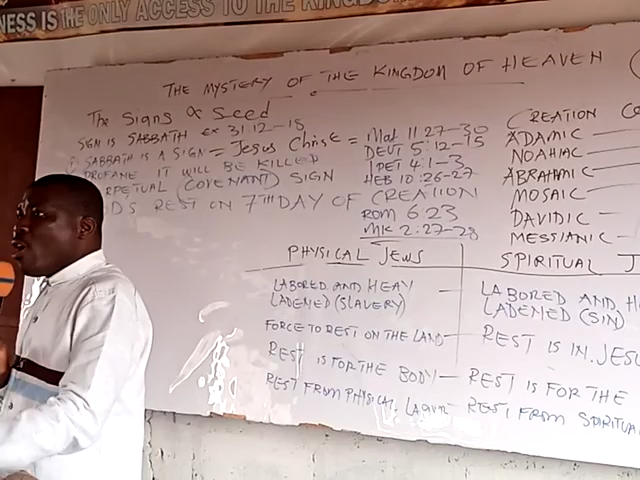 NESS IS THE ONLY ACCESS TO THE KINGDOM
THE MYSTERY OF THE KINGDOM OF HEAVEN
The Signs & Seed
SIGN IS SABBATH ex 31:12-18
SABBATH IS A SIGN = Jesus Christ = Mat 11:27-30
DEUT 5:12-15
PROFANE IT WILL BE KILLED
1 PET 4:1-3
RPETUAL (COVENANT) SIGN
HEB 10:26-27
D'S REST ON 7TH DAY OF CREATION
ROM 6:23
MK 2:27-28
CREATION CO
ADAMIC
NOAHIC
ABRAHAMIC
MOSAIC
DAVIDIC
MESSIANIC
PHYSICAL JEWS
SPIRITUAL J
LABORED AND HEAVY
LADENED (SLAVERY)
LABORED AND H
LADENED (SIN)
FORCE TO REST ON THE LAND
REST IS IN JESU
REST IS FOR THE BODY
REST IS FOR THE
REST FROM PHYSICAL LABOUR
REST FROM SPIRITUAL